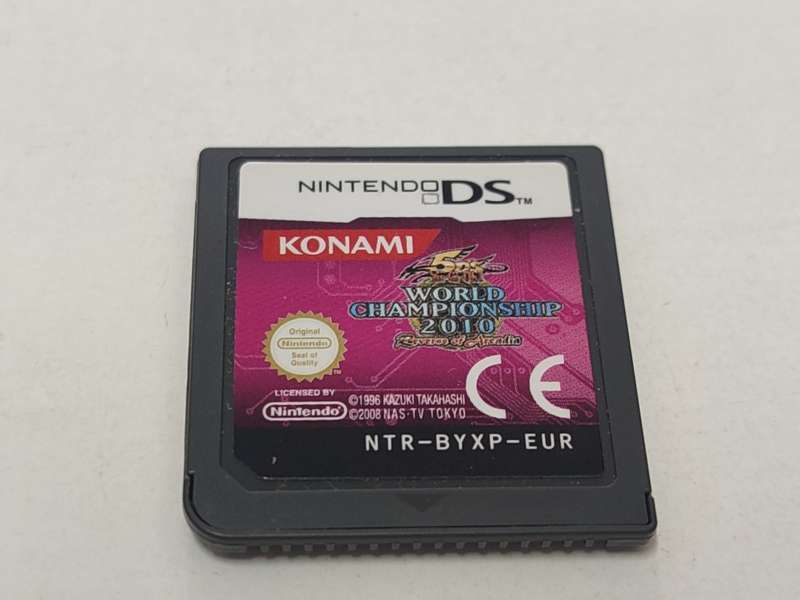 NINTENDO DS™
KONAMI
5D's
WORLD
CHAMPIONSHIP
2010
Reverse of Arcadia
Original
Nintendo
Seal of
Quality
™
LICENSED BY
Nintendo
©1996 KAZUKI TAKAHASHI
©2008 NAS•TV TOKYO
CE
NTR-BYXP-EUR